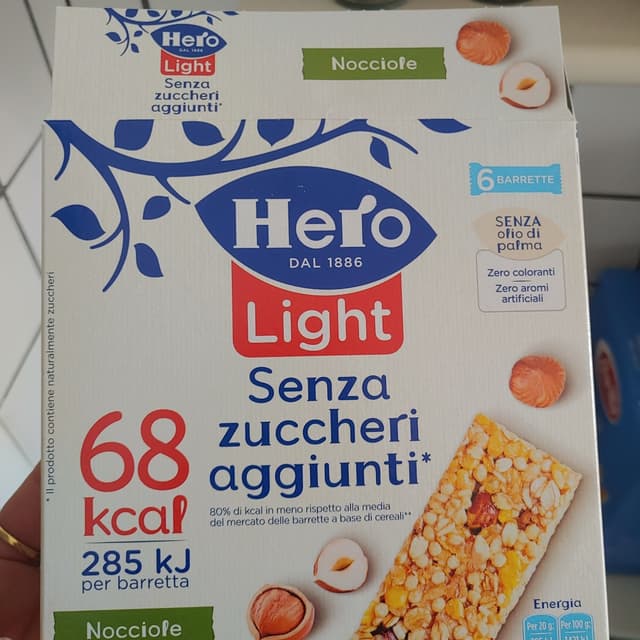 Hero
DAL 1886
Light
Senza
zuccheri
aggiunti*
Nocciole
6 BARRETTE
Hero
DAL 1886
Light
SENZA
olio di
palma
Zero coloranti
Zero aromi
artificiali
Senza
zuccheri
aggiunti*
80% di kcal in meno rispetto alla media
del mercato delle barrette a base di cereali**
* Il prodotto contiene naturalmente zuccheri
68
kcal
285 kJ
per barretta
Nocciole
Energia
Per 20 g:
Per 100 g: